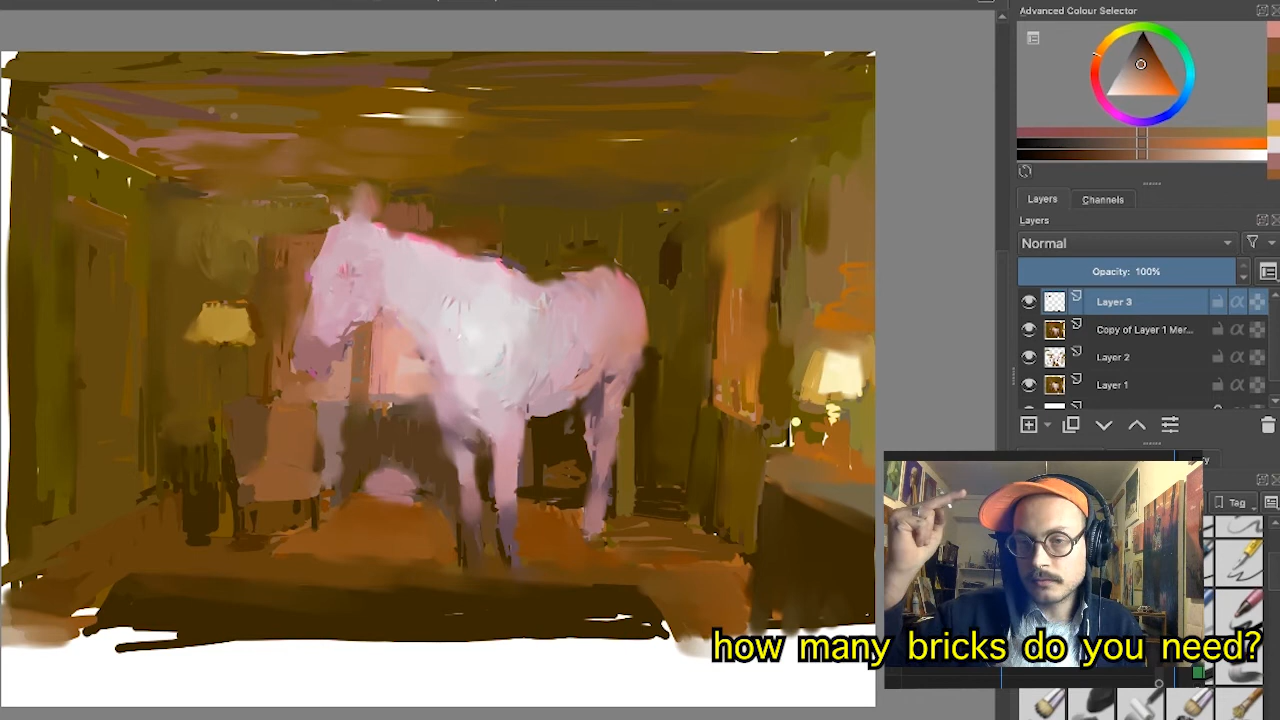 Advanced Colour Selector
Layers
Channels
Layers
Normal
Opacity: 100%
Layer 3
Copy of Layer 1 Mer...
Layer 2
Layer 1
Tag
how many bricks do you need?